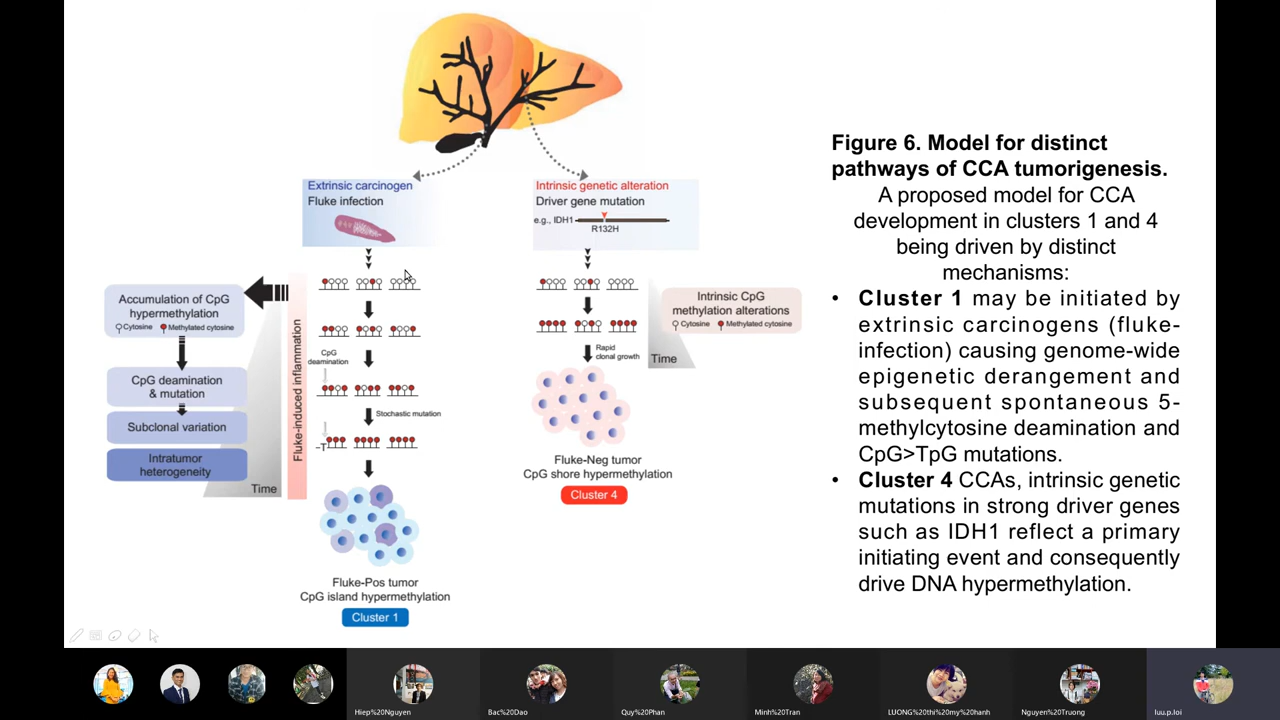 Extrinsic carcinogen
Fluke infection
Intrinsic genetic alteration
Driver gene mutation
e.g., IDH1
R132H
Accumulation of CpG
hypermethylation
Cytosine Methylated cytosine
CpG deamination
& mutation
Subclonal variation
Intratumor
heterogeneity
Time
Fluke-induced inflammation
CpG
deamination
Stochastic mutation
T
Fluke-Pos tumor
CpG island hypermethylation
Cluster 1
Intrinsic CpG
methylation alterations
Cytosine Methylated cytosine
Time
Rapid
clonal growth
Fluke-Neg tumor
CpG shore hypermethylation
Cluster 4
Figure 6. Model for distinct
pathways of CCA tumorigenesis.
A proposed model for CCA
development in clusters 1 and 4
being driven by distinct
mechanisms:
• Cluster 1 may be initiated by
extrinsic carcinogens (fluke-
infection) causing genome-wide
epigenetic derangement and
subsequent spontaneous 5-
methylcytosine deamination and
CpG>TpG mutations.
• Cluster 4 CCAs, intrinsic genetic
mutations in strong driver genes
such as IDH1 reflect a primary
initiating event and consequently
drive DNA hypermethylation.
Hiep%20Nguyen
Bac%20Dao
Quy%20Phan
Minh%20Tran
LUONG%20thi%20my%20hanh
Nguyen%20Truong
luu.p.loi